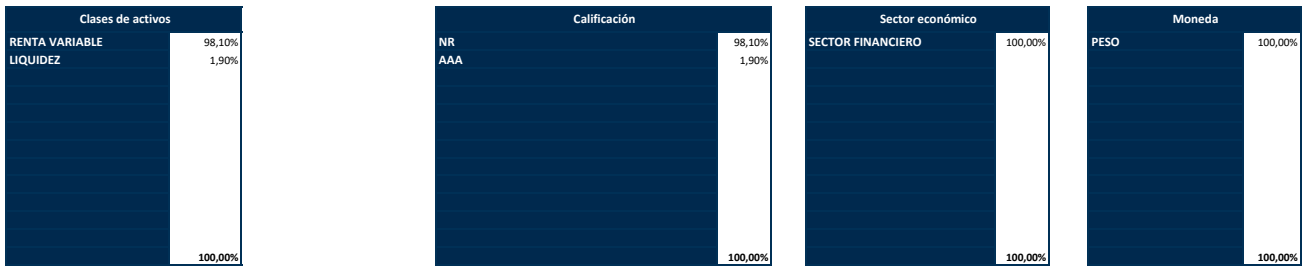 Clases de activos
RENTA VARIABLE 98,10%
LIQUIDEZ 1,90%
100,00%
Calificación
NR 98,10%
AAA 1,90%
100,00%
Sector económico
SECTOR FINANCIERO 100,00%
100,00%
Moneda
PESO 100,00%
100,00%